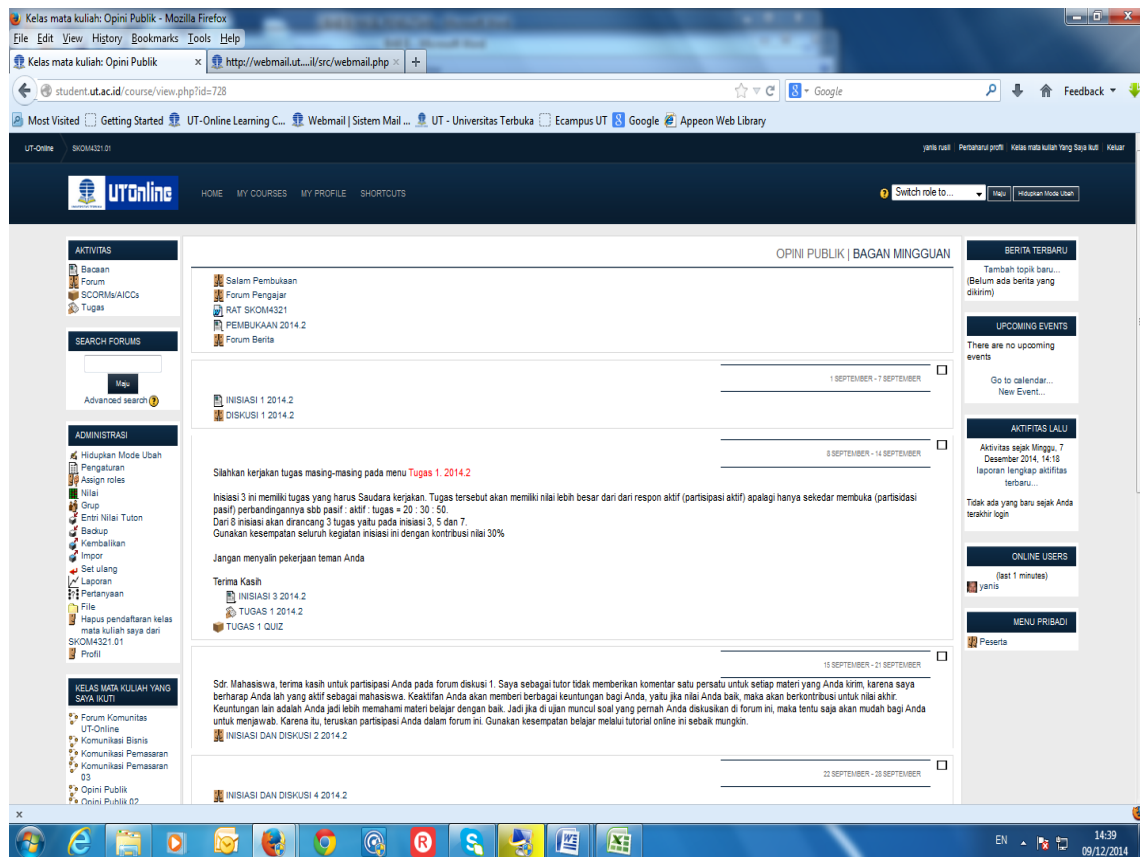 Kelas mata kuliah: Opini Publik - Mozilla Firefox
File Edit View History Bookmarks Tools Help
Kelas mata kuliah: Opini Publik × http://webmail.ut....il/src/webmail.php × +
student.ut.ac.id/course/view.php?id=728 Google Feedback
Most Visited Getting Started UT-Online Learning C... Webmail | Sistem Mail ... UT - Universitas Terbuka Ecampus UT Google Appeon Web Library
UT-Online SKOM4321.01 yanis rusli Perbaharui profil Kelas mata kuliah Yang Saya Ikuti Keluar
UTOnline HOME MY COURSES MY PROFILE SHORTCUTS Switch role to... Maju Hidupkan Mode Ubah
AKTIVITAS
Bacaan
Forum
SCORMs/AICCs
Tugas
SEARCH FORUMS
Maju
Advanced search
ADMINISTRASI
Hidupkan Mode Ubah
Pengaturan
Assign roles
Nilai
Grup
Entri Nilai Tuton
Backup
Kembalikan
Impor
Set ulang
Laporan
Pertanyaan
File
Hapus pendaftaran kelas
mata kuliah saya dari
SKOM4321.01
Profil
KELAS MATA KULIAH YANG
SAYA IKUTI
Forum Komunitas
UT-Online
Komunikasi Bisnis
Komunikasi Pemasaran
Komunikasi Pemasaran
03
Opini Publik
Opini Publik 02
OPINI PUBLIK | BAGAN MINGGUAN
Salam Pembukaan
Forum Pengajar
RAT SKOM4321
PEMBUKAAN 2014.2
Forum Berita
1 SEPTEMBER - 7 SEPTEMBER
INISIASI 1 2014.2
DISKUSI 1 2014.2
8 SEPTEMBER - 14 SEPTEMBER
Silahkan kerjakan tugas masing-masing pada menu Tugas 1. 2014.2
Inisiasi 3 ini memiliki tugas yang harus Saudara kerjakan. Tugas tersebut akan memiliki nilai lebih besar dari dari respon aktif (partisipasi aktif) apalagi hanya sekedar membuka (partisidasi
pasif) perbandingannya sbb pasif : aktif : tugas = 20 : 30 : 50.
Dari 8 inisiasi akan dirancang 3 tugas yaitu pada inisiasi 3, 5 dan 7.
Gunakan kesempatan seluruh kegiatan inisiasi ini dengan kontribusi nilai 30%
Jangan menyalin pekerjaan teman Anda
Terima Kasih
INISIASI 3 2014.2
TUGAS 1 2014.2
TUGAS 1 QUIZ
15 SEPTEMBER - 21 SEPTEMBER
Sdr. Mahasiswa, terima kasih untuk partisipasi Anda pada forum diskusi 1. Saya sebagai tutor tidak memberikan komentar satu persatu untuk setiap materi yang Anda kirim, karena saya
berharap Anda lah yang aktif sebagai mahasiswa. Keaktifan Anda akan memberi berbagai keuntungan bagi Anda, yaitu jika nilai Anda baik, maka akan berkontribusi untuk nilai akhir.
Keuntungan lain adalah Anda jadi lebih memahami materi belajar dengan baik. Jadi jika di ujian muncul soal yang pernah Anda diskusikan di forum ini, maka tentu saja akan mudah bagi Anda
untuk menjawab. Karena itu, teruskan partisipasi Anda dalam forum ini. Gunakan kesempatan belajar melalui tutorial online ini sebaik mungkin.
INISIASI DAN DISKUSI 2 2014.2
22 SEPTEMBER - 28 SEPTEMBER
INISIASI DAN DISKUSI 4 2014.2
BERITA TERBARU
Tambah topik baru...
(Belum ada berita yang
dikirim)
UPCOMING EVENTS
There are no upcoming
events
Go to calendar...
New Event...
AKTIFITAS LALU
Aktivitas sejak Minggu, 7
Desember 2014, 14:18
laporan lengkap aktifitas
terbaru...
Tidak ada yang baru sejak Anda
terakhir login
ONLINE USERS
(last 1 minutes)
yanis
MENU PRIBADI
Peserta
×
EN 14:39
09/12/2014